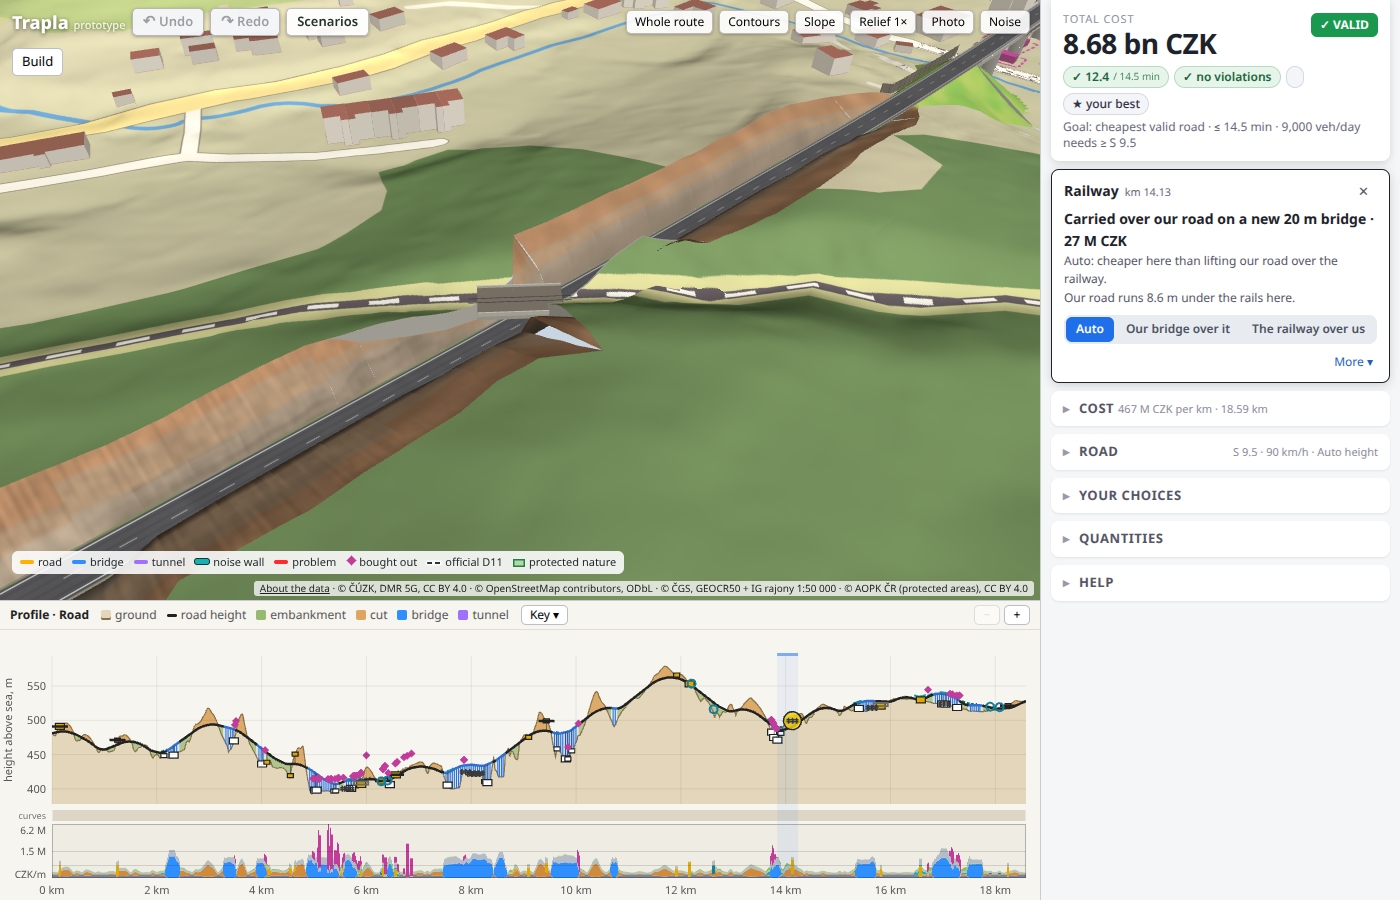 Trapla prototype
↶ Undo
↷ Redo
Scenarios
Whole route
Contours
Slope
Relief 1×
Photo
Noise
Build
road
bridge
tunnel
noise wall
problem
bought out
official D11
protected nature
About the data · © ČÚZK, DMR 5G, CC BY 4.0 · © OpenStreetMap contributors, ODbL · © ČGS, GEOCR50 + IG rajony 1:50 000 · © AOPK ČR (protected areas), CC BY 4.0
TOTAL COST
✓ VALID
8.68 bn CZK
✓ 12.4 / 14.5 min
✓ no violations
★ your best
Goal: cheapest valid road · ≤ 14.5 min · 9,000 veh/day
needs ≥ S 9.5
Railway km 14.13
✕
Carried over our road on a new 20 m bridge ·
27 M CZK
Auto: cheaper here than lifting our road over the
railway.
Our road runs 8.6 m under the rails here.
Auto
Our bridge over it
The railway over us
More ▾
▶ COST 467 M CZK per km · 18.59 km
▶ ROAD S 9.5 · 90 km/h · Auto height
▶ YOUR CHOICES
▶ QUANTITIES
▶ HELP
Profile · Road
ground
road height
embankment
cut
bridge
tunnel
Key ▾
−
+
height above sea, m
550
500
450
400
curves
6.2 M
1.5 M
CZK/m
0 km
2 km
4 km
6 km
8 km
10 km
12 km
14 km
16 km
18 km